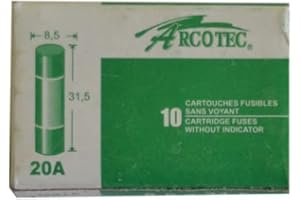 8,5
ARCOTEC®
31,5
10
CARTOUCHES FUSIBLES
SANS VOYANT
CARTRIDGE FUSES
WITHOUT INDICATOR
20A